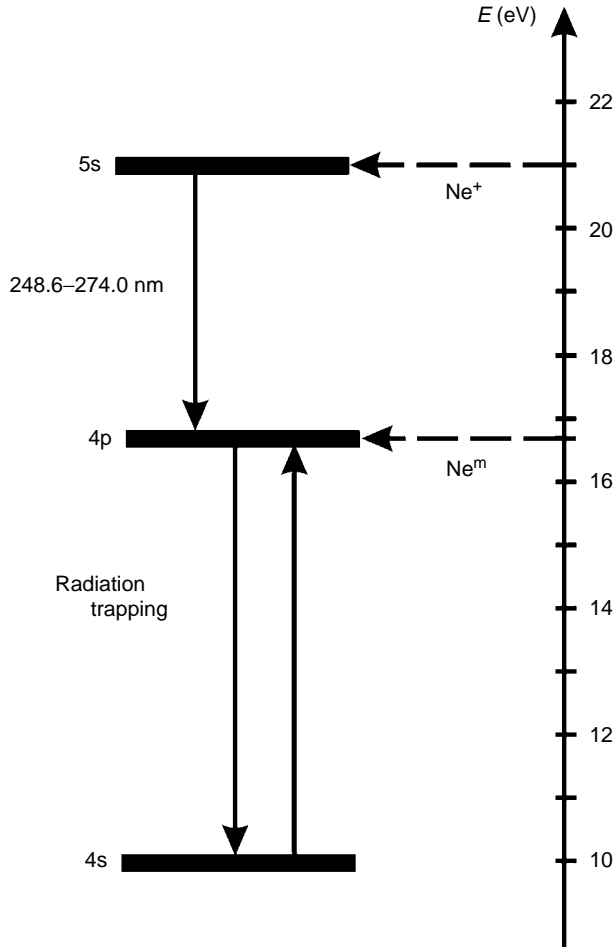 E (eV)
22
5s
Ne⁺
20
248.6–274.0 nm
18
4p
Neᵐ
16
Radiation
trapping
14
12
4s
10